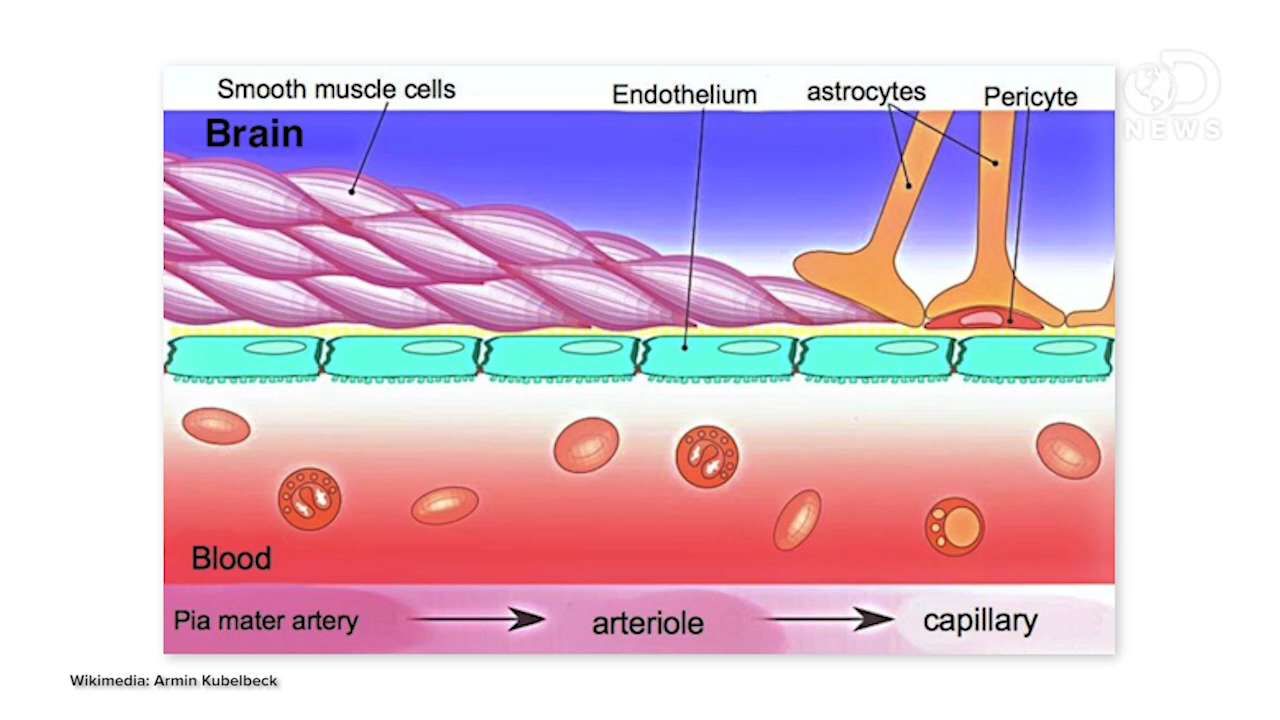 Smooth muscle cells
Endothelium
astrocytes
Pericyte
Brain
D
NEWS
Blood
Pia mater artery
arteriole
capillary
Wikimedia: Armin Kubelbeck